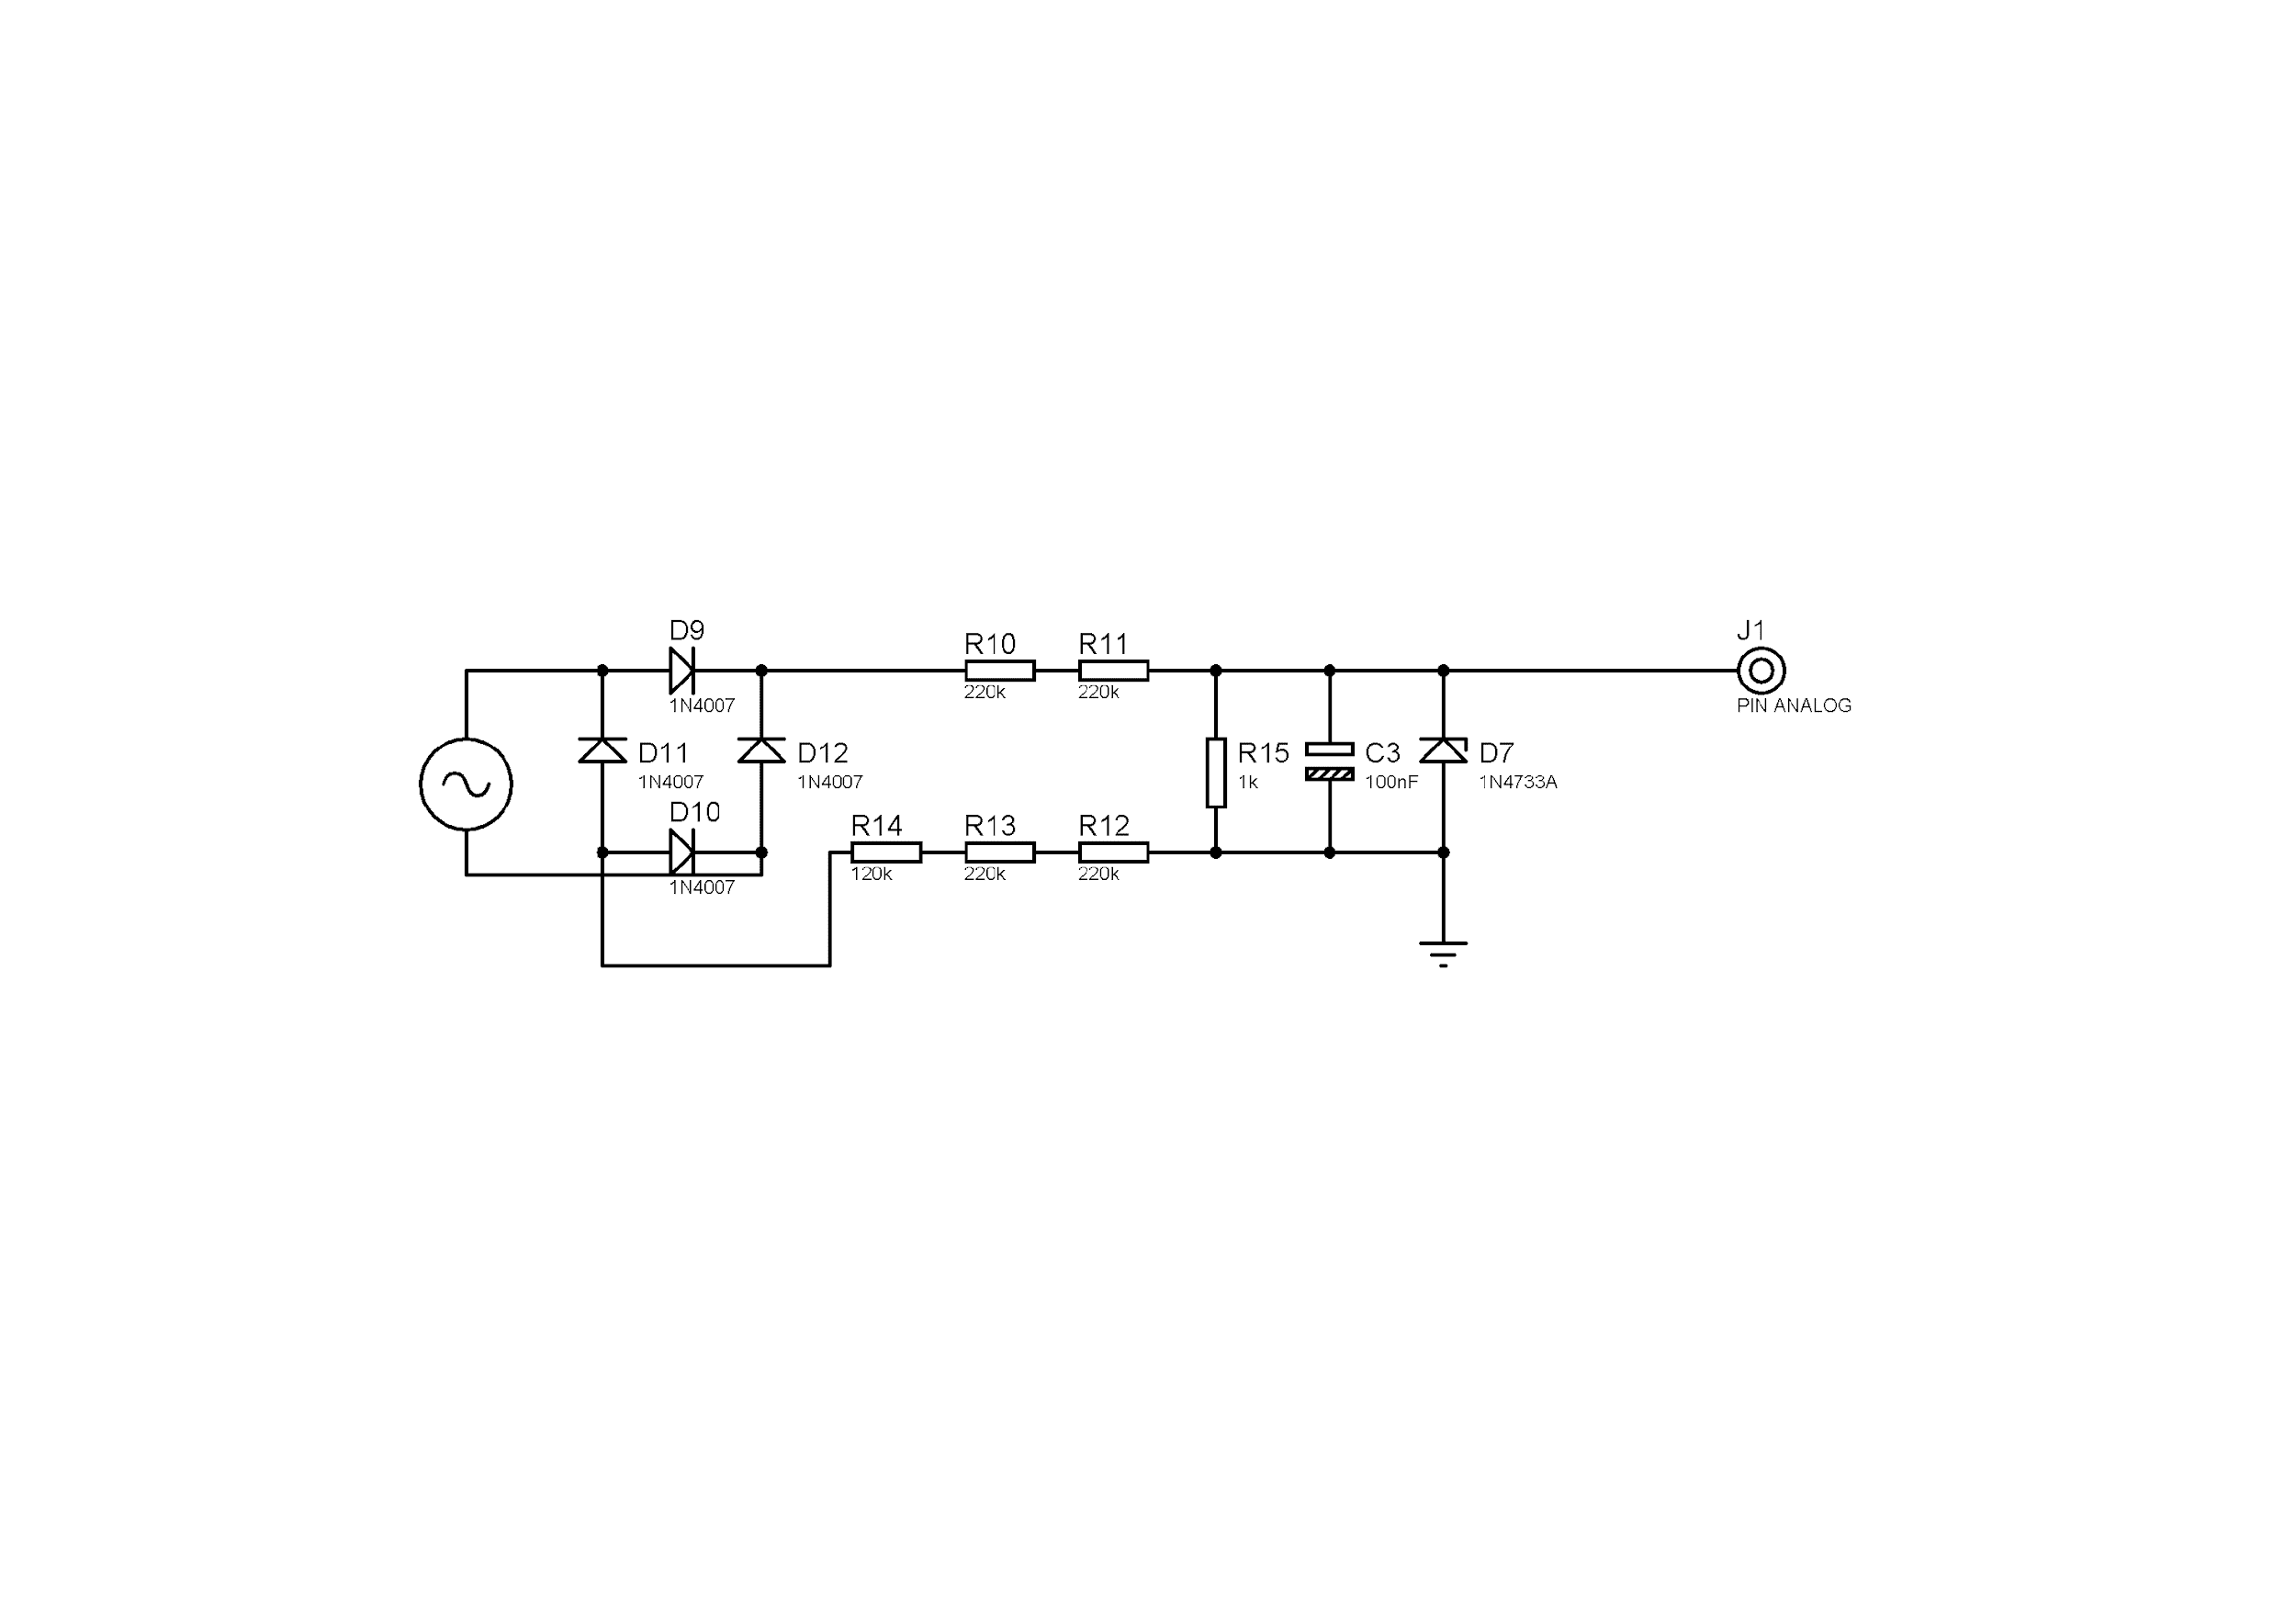 D9
1N4007
R10
220k
R11
220k
J1
PIN ANALOG
D11
1N4007
D12
1N4007
R15
1k
C3
100nF
D7
1N4733A
D10
1N4007
R14
120k
R13
220k
R12
220k